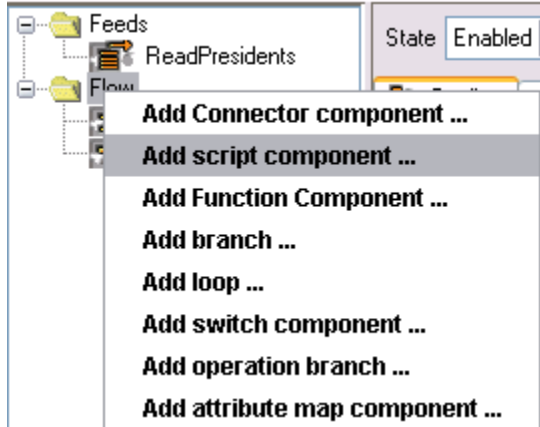 Feeds
ReadPresidents
State Enabled
Flow
Add Connector component ...
Add script component ...
Add Function Component ...
Add branch ...
Add loop ...
Add switch component ...
Add operation branch ...
Add attribute map component ...